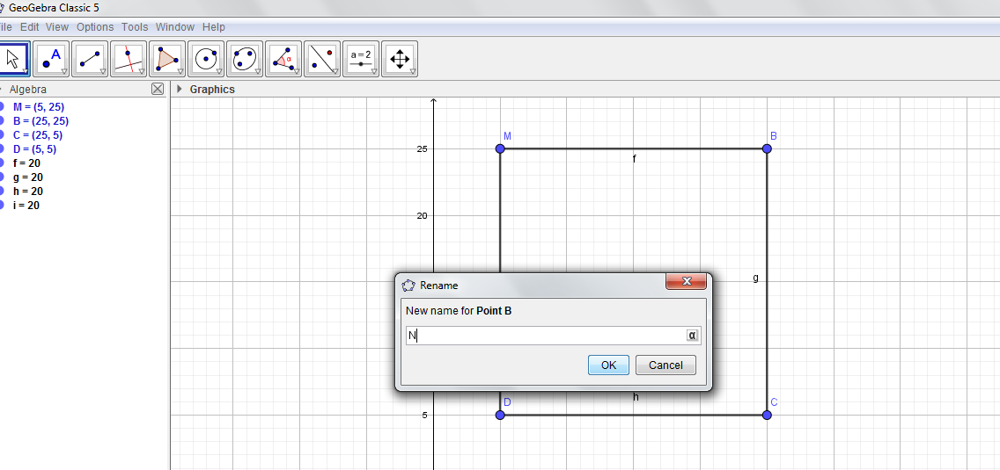 GeoGebra Classic 5
ile Edit View Options Tools Window Help
A
α
a = 2
Algebra
Graphics
M = (5, 25)
B = (25, 25)
C = (25, 5)
D = (5, 5)
f = 20
g = 20
h = 20
i = 20
M
B
25
f
20
g
Rename
New name for Point B
N
α
OK
Cancel
D
h
C
5